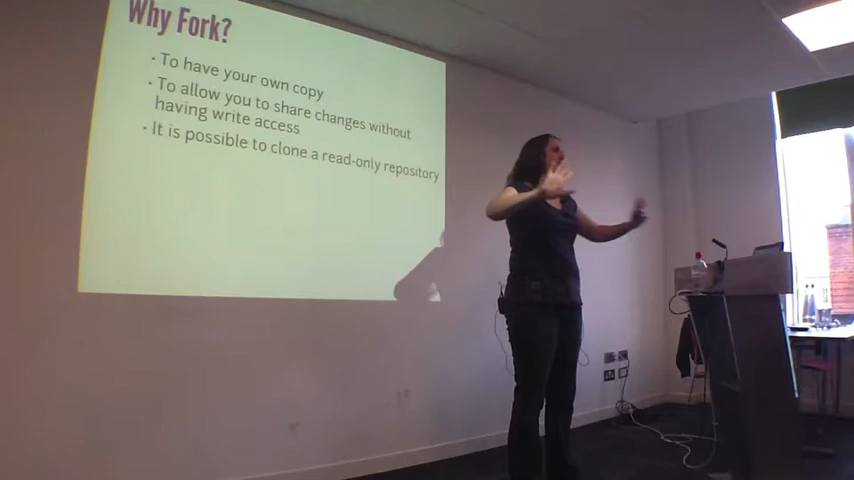 Why Fork?
• To have your own copy
• To allow you to share changes without
having write access
• It is possible to clone a read-only repository